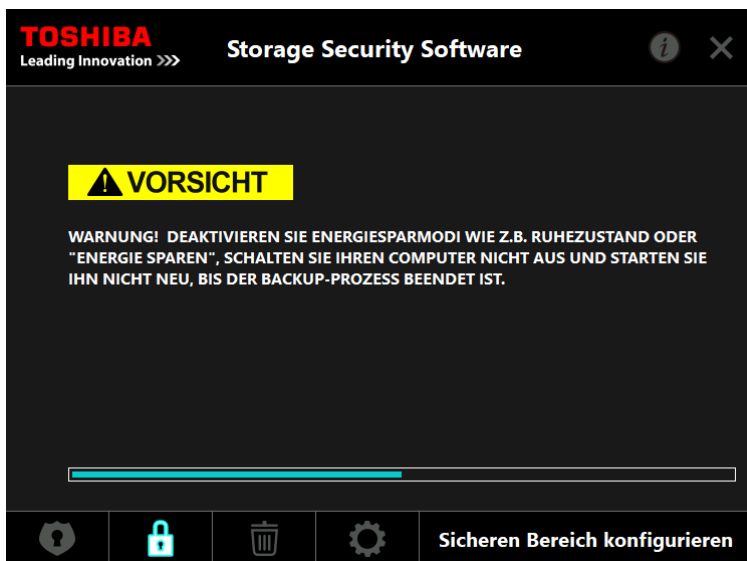 TOSHIBA
Leading Innovation >>>
Storage Security Software
VORSICHT
WARNUNG! DEAKTIVIEREN SIE ENERGIESPARMODI WIE Z.B. RUHEZUSTAND ODER
"ENERGIE SPAREN", SCHALTEN SIE IHREN COMPUTER NICHT AUS UND STARTEN SIE
IHN NICHT NEU, BIS DER BACKUP-PROZESS BEENDET IST.
Sicheren Bereich konfigurieren